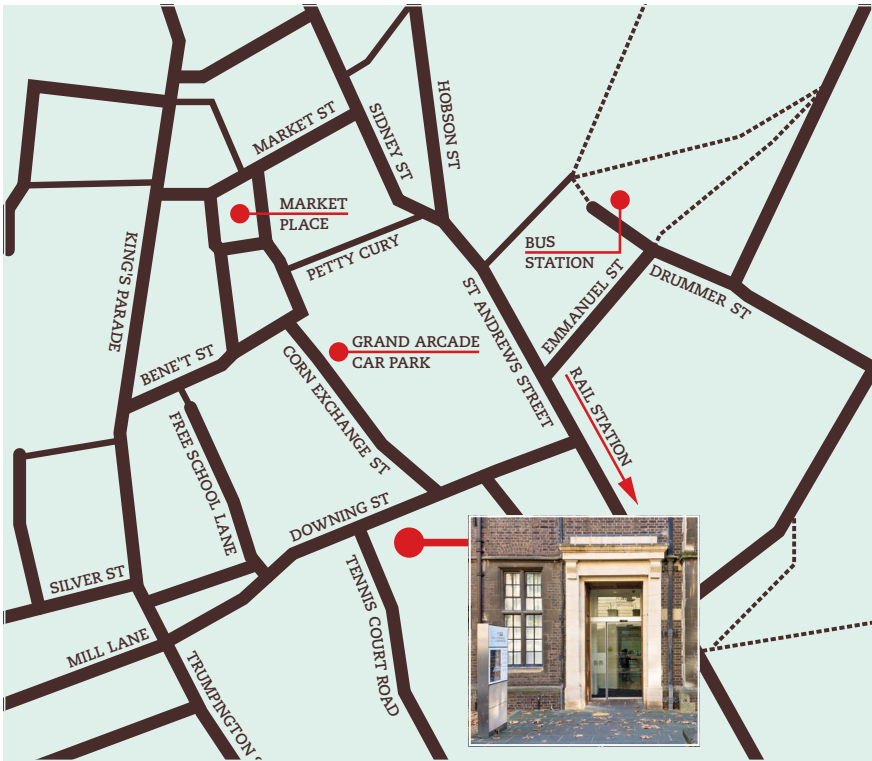 HOBSON ST
SIDNEY ST
MARKET ST
MARKET
PLACE
KING'S PARADE
PETTY CURY
BUS
STATION
DRUMMER ST
EMMANUEL ST
ST ANDREWS STREET
GRAND ARCADE
CAR PARK
BENE'T ST
CORN EXCHANGE ST
RAIL STATION
FREE SCHOOL LANE
DOWNING ST
SILVER ST
TENNIS COURT ROAD
MILL LANE
TRUMPINGTON S